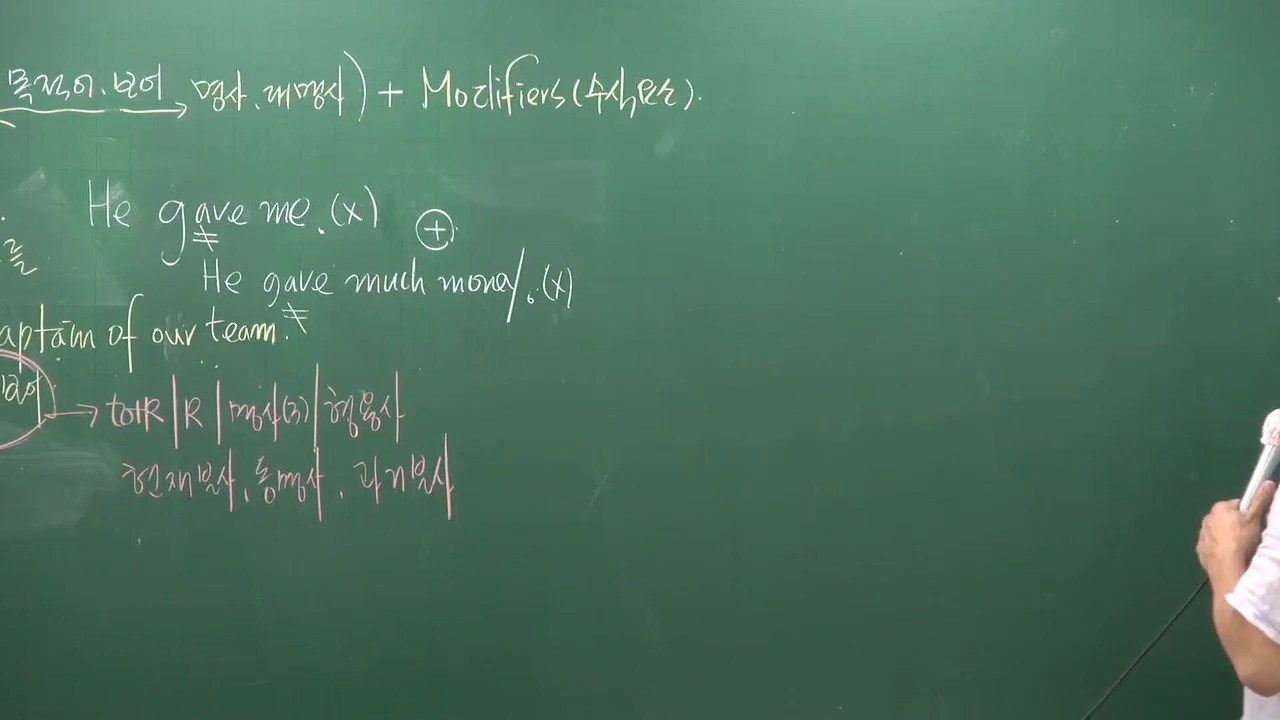 목적어.보어 → 명사.대명사) + Modifiers(수식요소).
He gave me.(x)
를
⊕
He gave much money.(x)
aptain of our team.
→ to+R | R | 명사(구) | 형용사
현재분사, 동명사, 과거분사